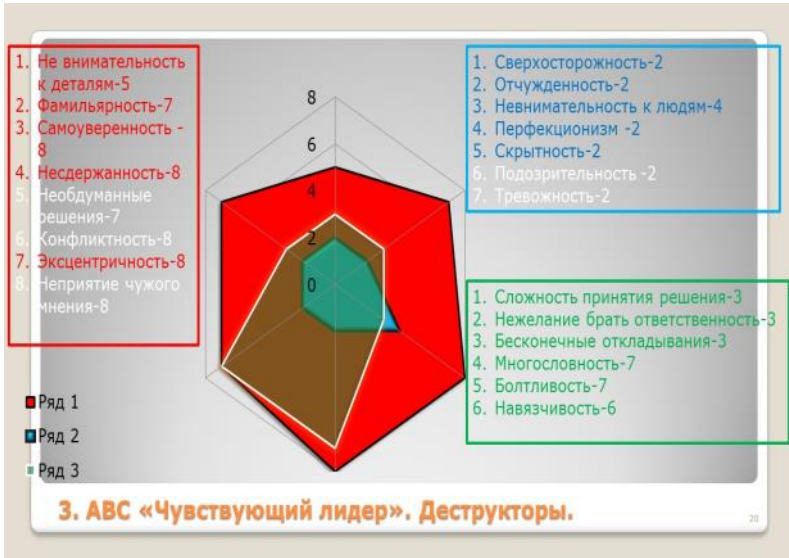 1. Не внимательность
к деталям-5
2. Фамильярность-7
3. Самоуверенность -
8
4. Несдержанность-8
5. Необдуманные
решения-7
6. Конфликтность-8
7. Эксцентричность-8
8. Неприятие чужого
мнения-8
8
6
4
2
0
1. Сверхосторожность-2
2. Отчужденность-2
3. Невнимательность к людям-4
4. Перфекционизм -2
5. Скрытность-2
6. Подозрительность -2
7. Тревожность-2
1. Сложность принятия решения-3
2. Нежелание брать ответственность-3
3. Бесконечные откладывания-3
4. Многословность-7
5. Болтливость-7
6. Навязчивость-6
Ряд 1
Ряд 2
Ряд 3
3. АВС «Чувствующий лидер». Деструкторы.
20